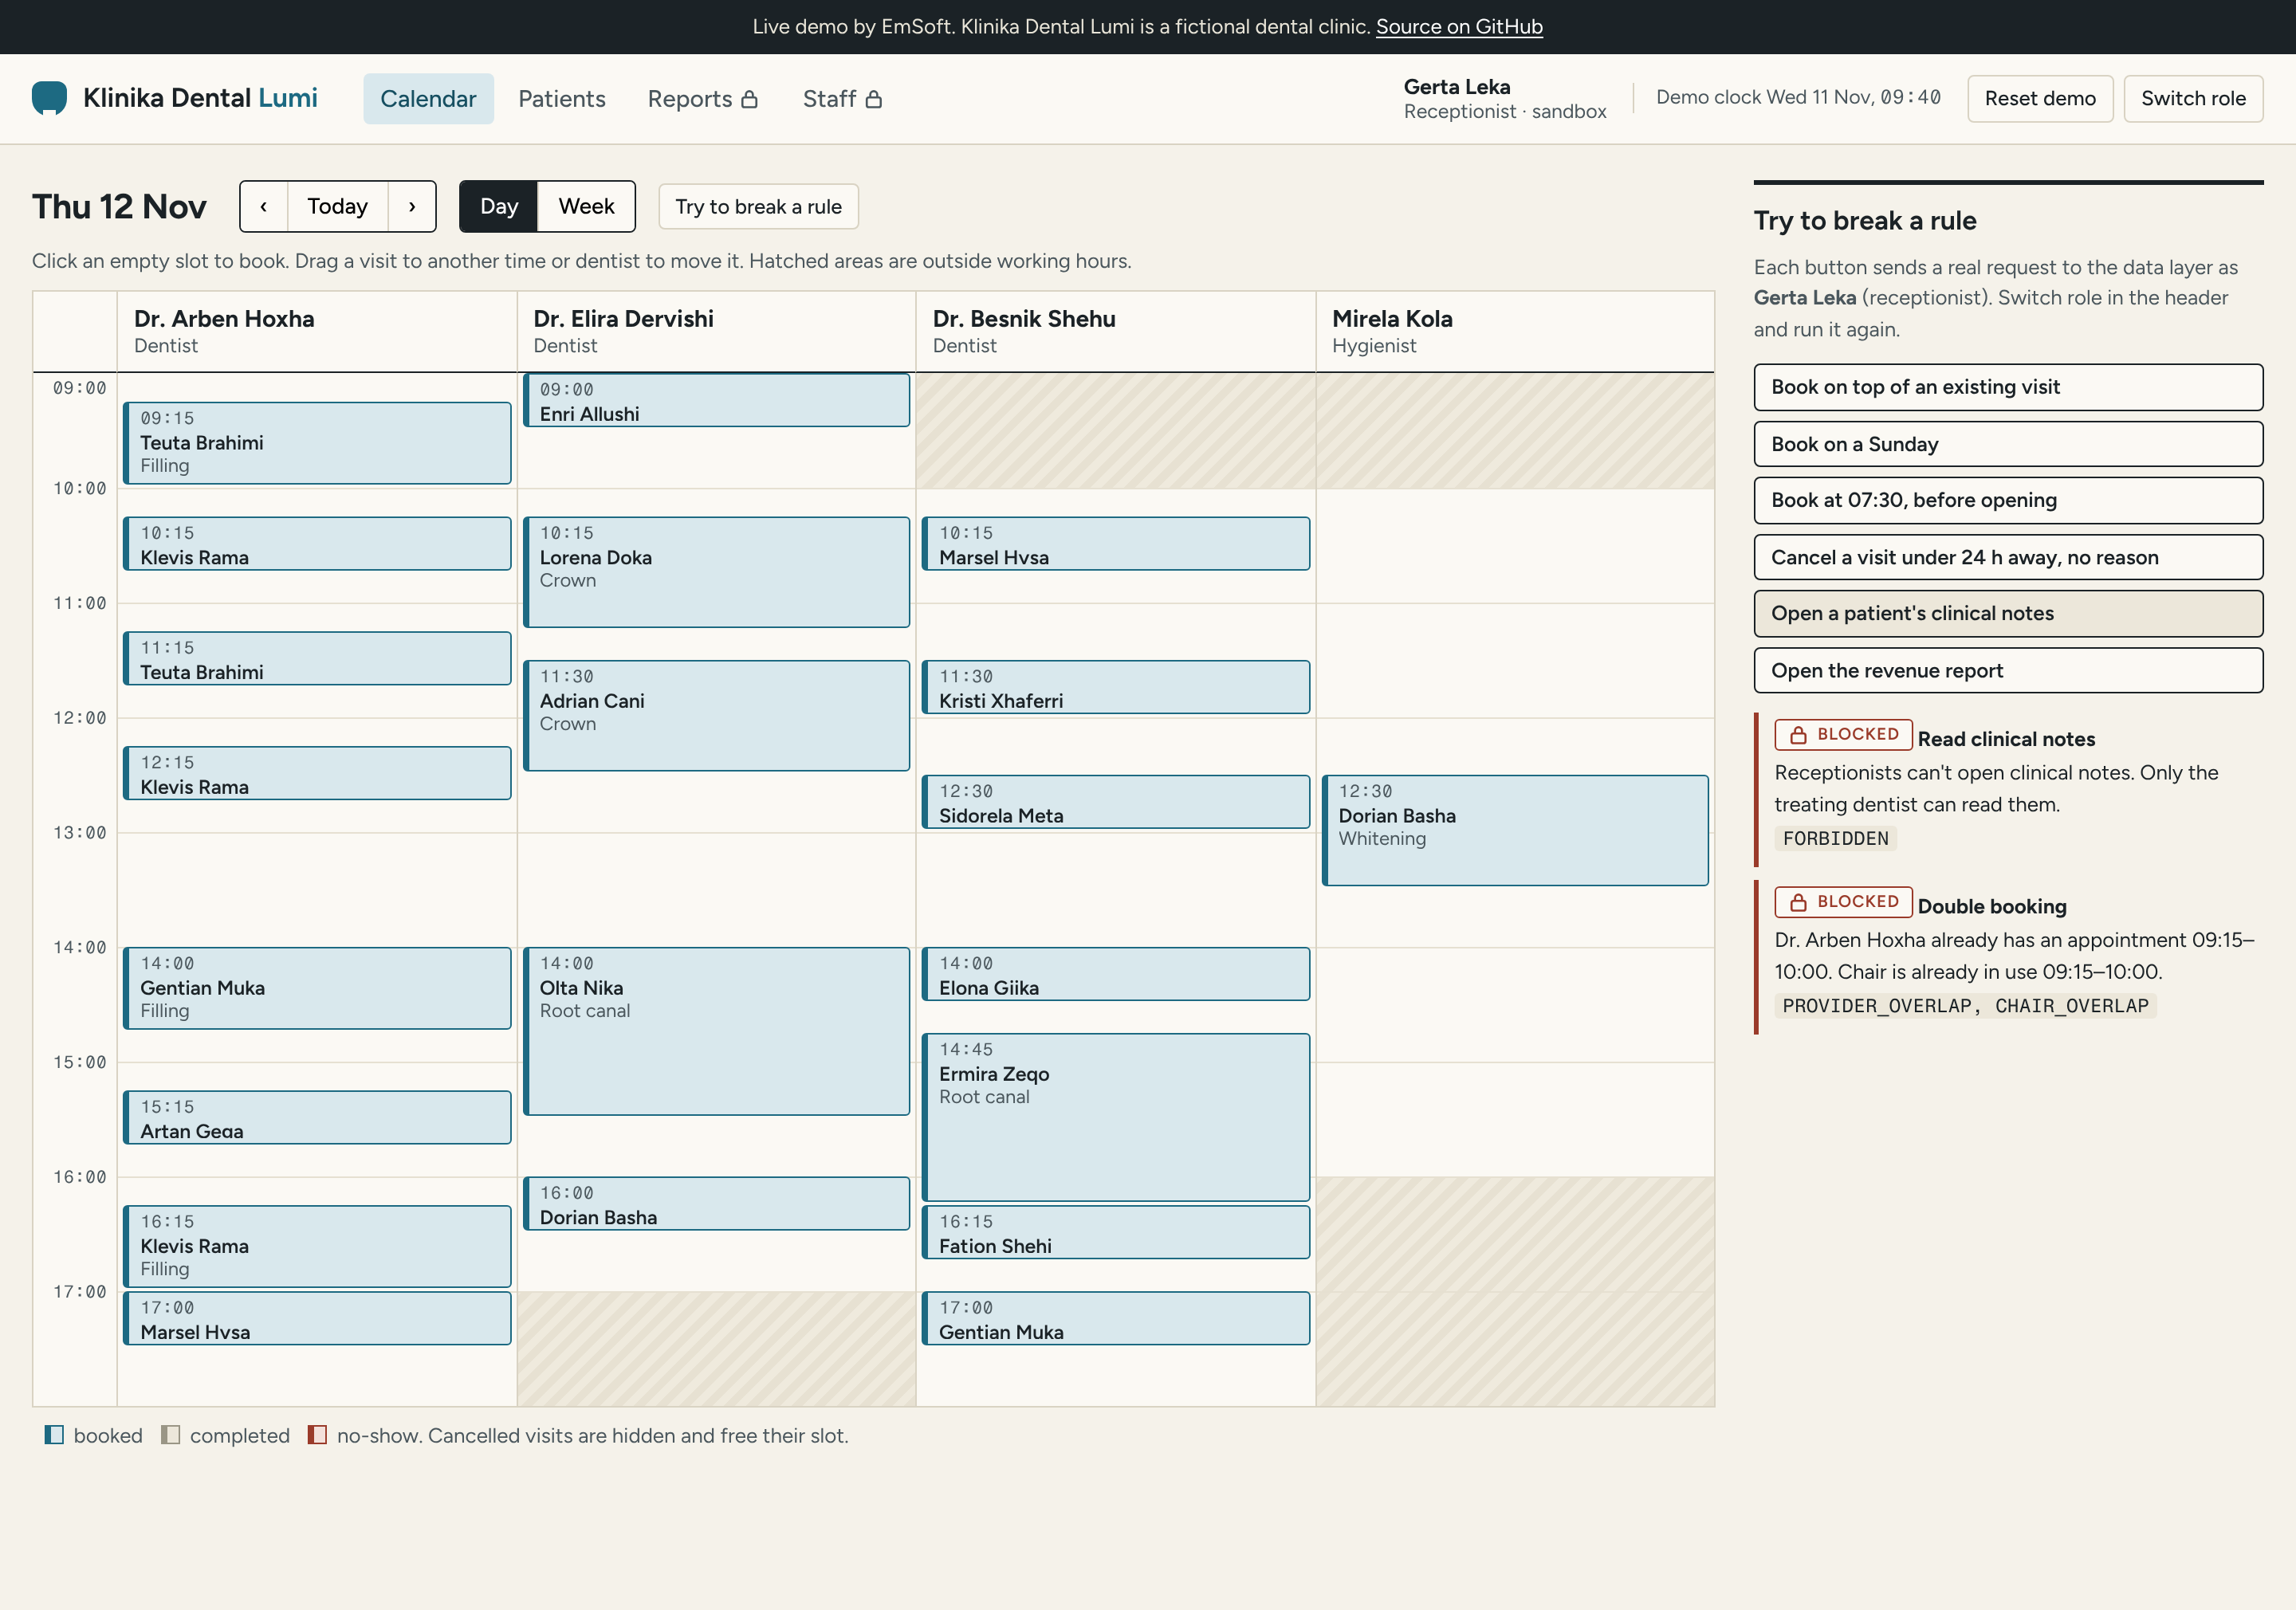 Live demo by EmSoft. Klinika Dental Lumi is a fictional dental clinic. Source on GitHub
Klinika Dental Lumi
Calendar
Patients
Reports
Staff
Gerta Leka
Receptionist · sandbox
Demo clock Wed 11 Nov, 09:40
Reset demo
Switch role
Thu 12 Nov
‹ Today ›
Day Week
Try to break a rule
Click an empty slot to book. Drag a visit to another time or dentist to move it. Hatched areas are outside working hours.
Dr. Arben Hoxha
Dentist
Dr. Elira Dervishi
Dentist
Dr. Besnik Shehu
Dentist
Mirela Kola
Hygienist
09:00
10:00
11:00
12:00
13:00
14:00
15:00
16:00
17:00
09:15
Teuta Brahimi
Filling
10:15
Klevis Rama
11:15
Teuta Brahimi
12:15
Klevis Rama
14:00
Gentian Muka
Filling
15:15
Artan Gega
16:15
Klevis Rama
Filling
17:00
Marsel Hysa
09:00
Enri Allushi
10:15
Lorena Doka
Crown
11:30
Adrian Cani
Crown
14:00
Olta Nika
Root canal
16:00
Dorian Basha
10:15
Marsel Hysa
11:30
Kristi Xhaferri
12:30
Sidorela Meta
14:00
Elona Gjika
14:45
Ermira Zeqo
Root canal
16:15
Fation Shehi
17:00
Gentian Muka
12:30
Dorian Basha
Whitening
booked
completed
no-show. Cancelled visits are hidden and free their slot.
Try to break a rule
Each button sends a real request to the data layer as
Gerta Leka (receptionist). Switch role in the header
and run it again.
Book on top of an existing visit
Book on a Sunday
Book at 07:30, before opening
Cancel a visit under 24 h away, no reason
Open a patient's clinical notes
Open the revenue report
BLOCKED Read clinical notes
Receptionists can't open clinical notes. Only the
treating dentist can read them.
FORBIDDEN
BLOCKED Double booking
Dr. Arben Hoxha already has an appointment 09:15–
10:00. Chair is already in use 09:15–10:00.
PROVIDER_OVERLAP, CHAIR_OVERLAP